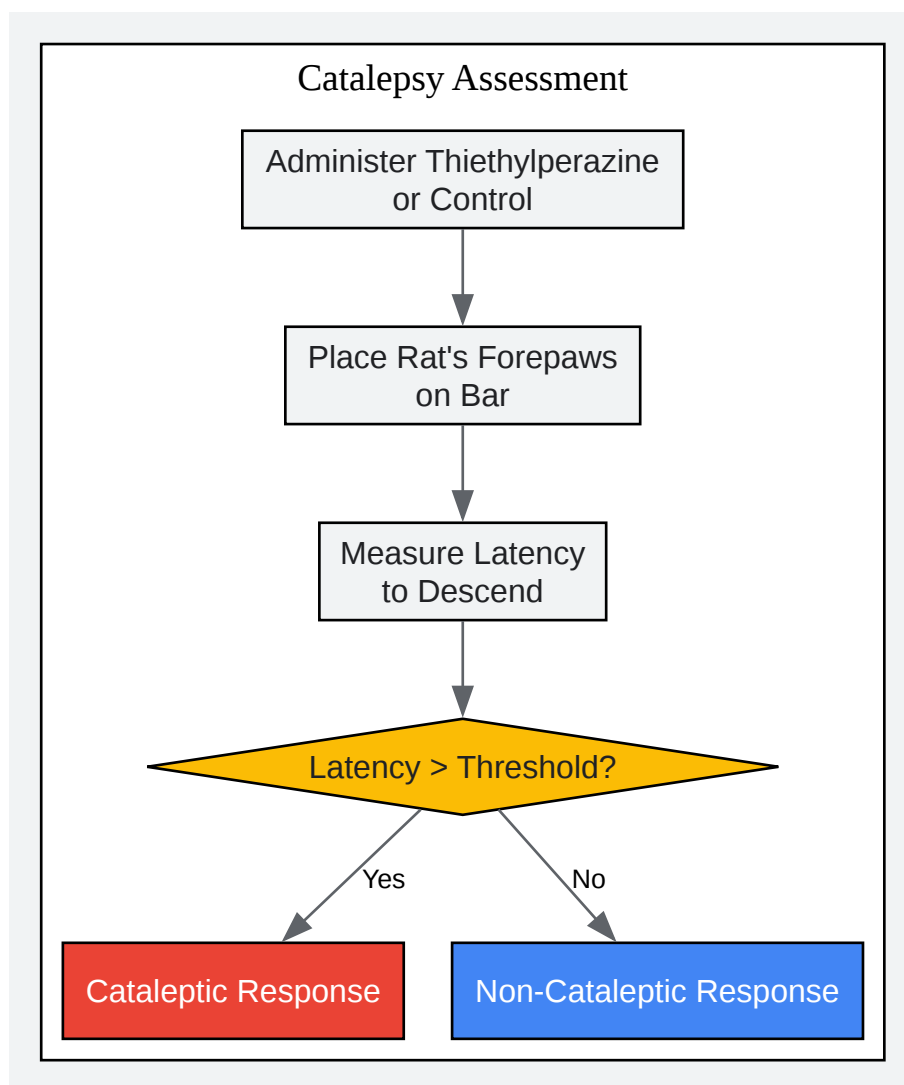 Catalepsy Assessment
Administer Thiethylperazine
or Control
Place Rat's Forepaws
on Bar
Measure Latency
to Descend
Latency > Threshold?
Yes
No
Cataleptic Response
Non-Cataleptic Response